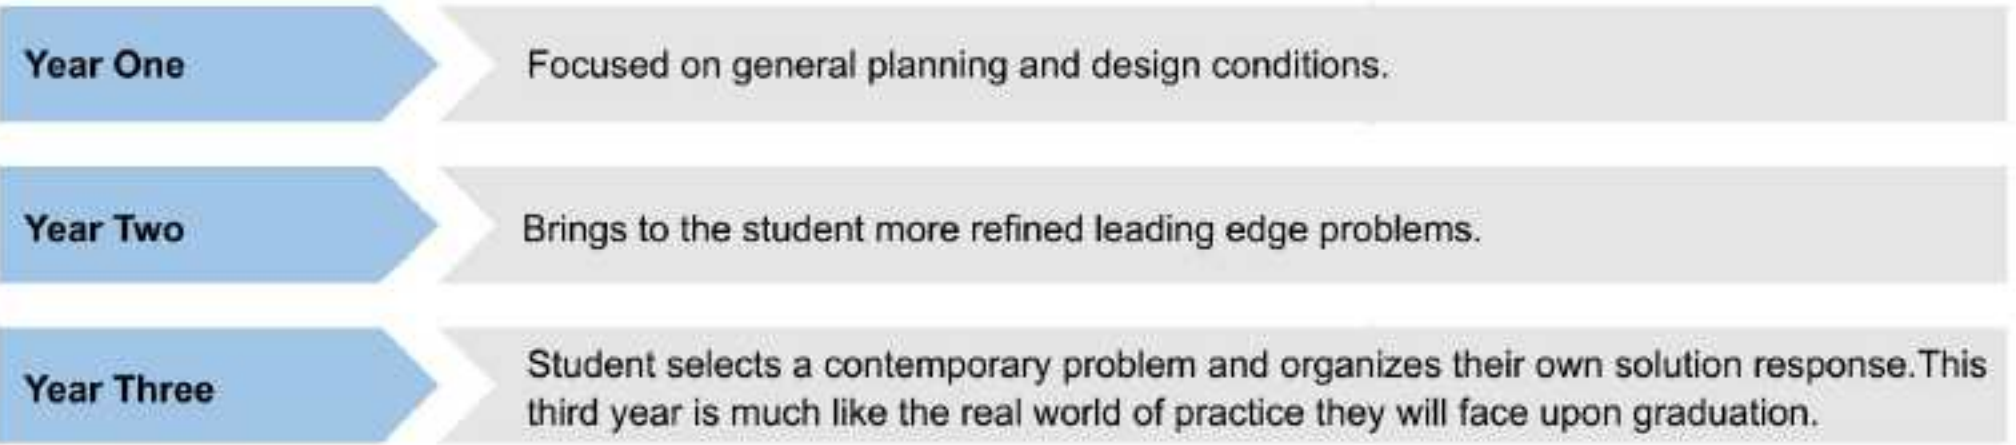 Year One
Focused on general planning and design conditions.
Year Two
Brings to the student more refined leading edge problems.
Year Three
Student selects a contemporary problem and organizes their own solution response.This
third year is much like the real world of practice they will face upon graduation.